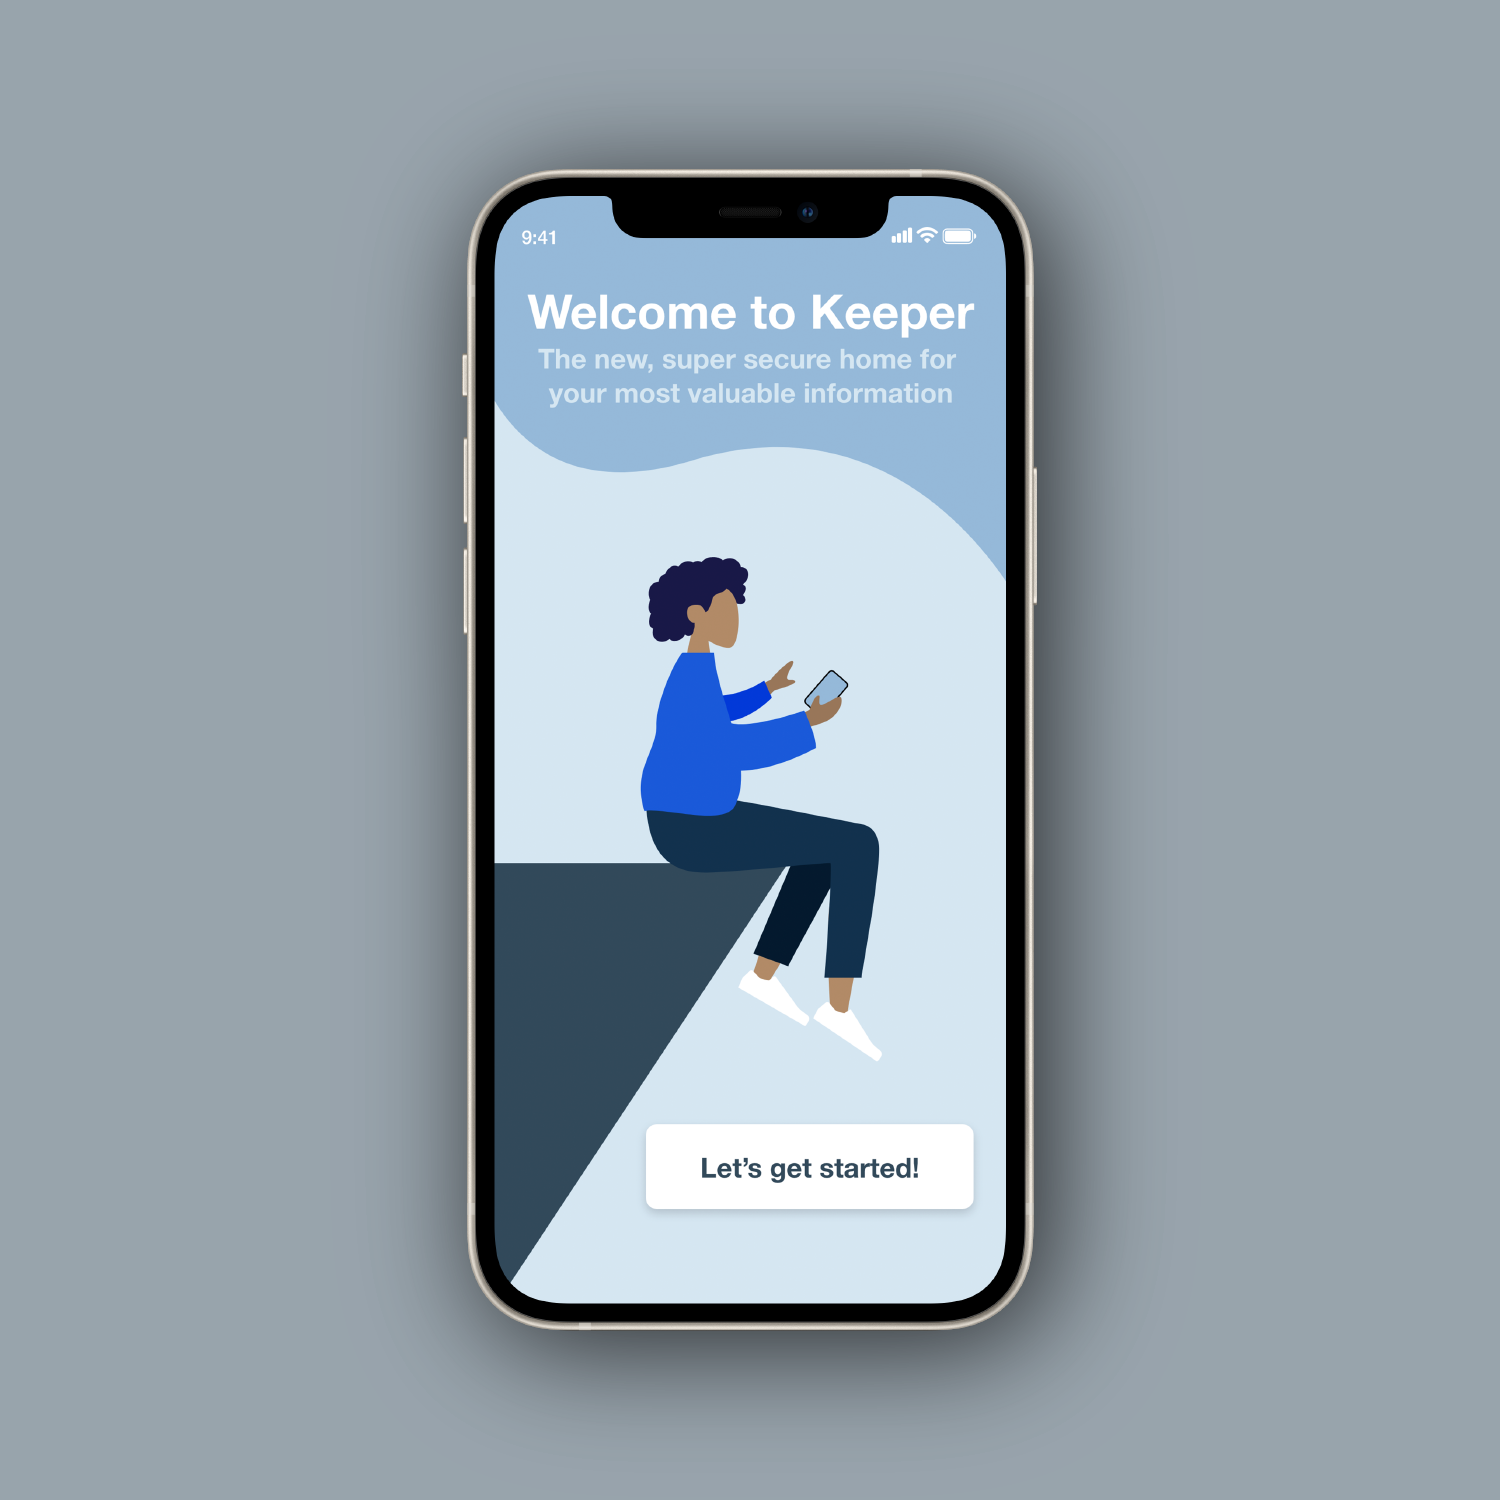 9:41
Welcome to Keeper
The new, super secure home for
your most valuable information
Let’s get started!